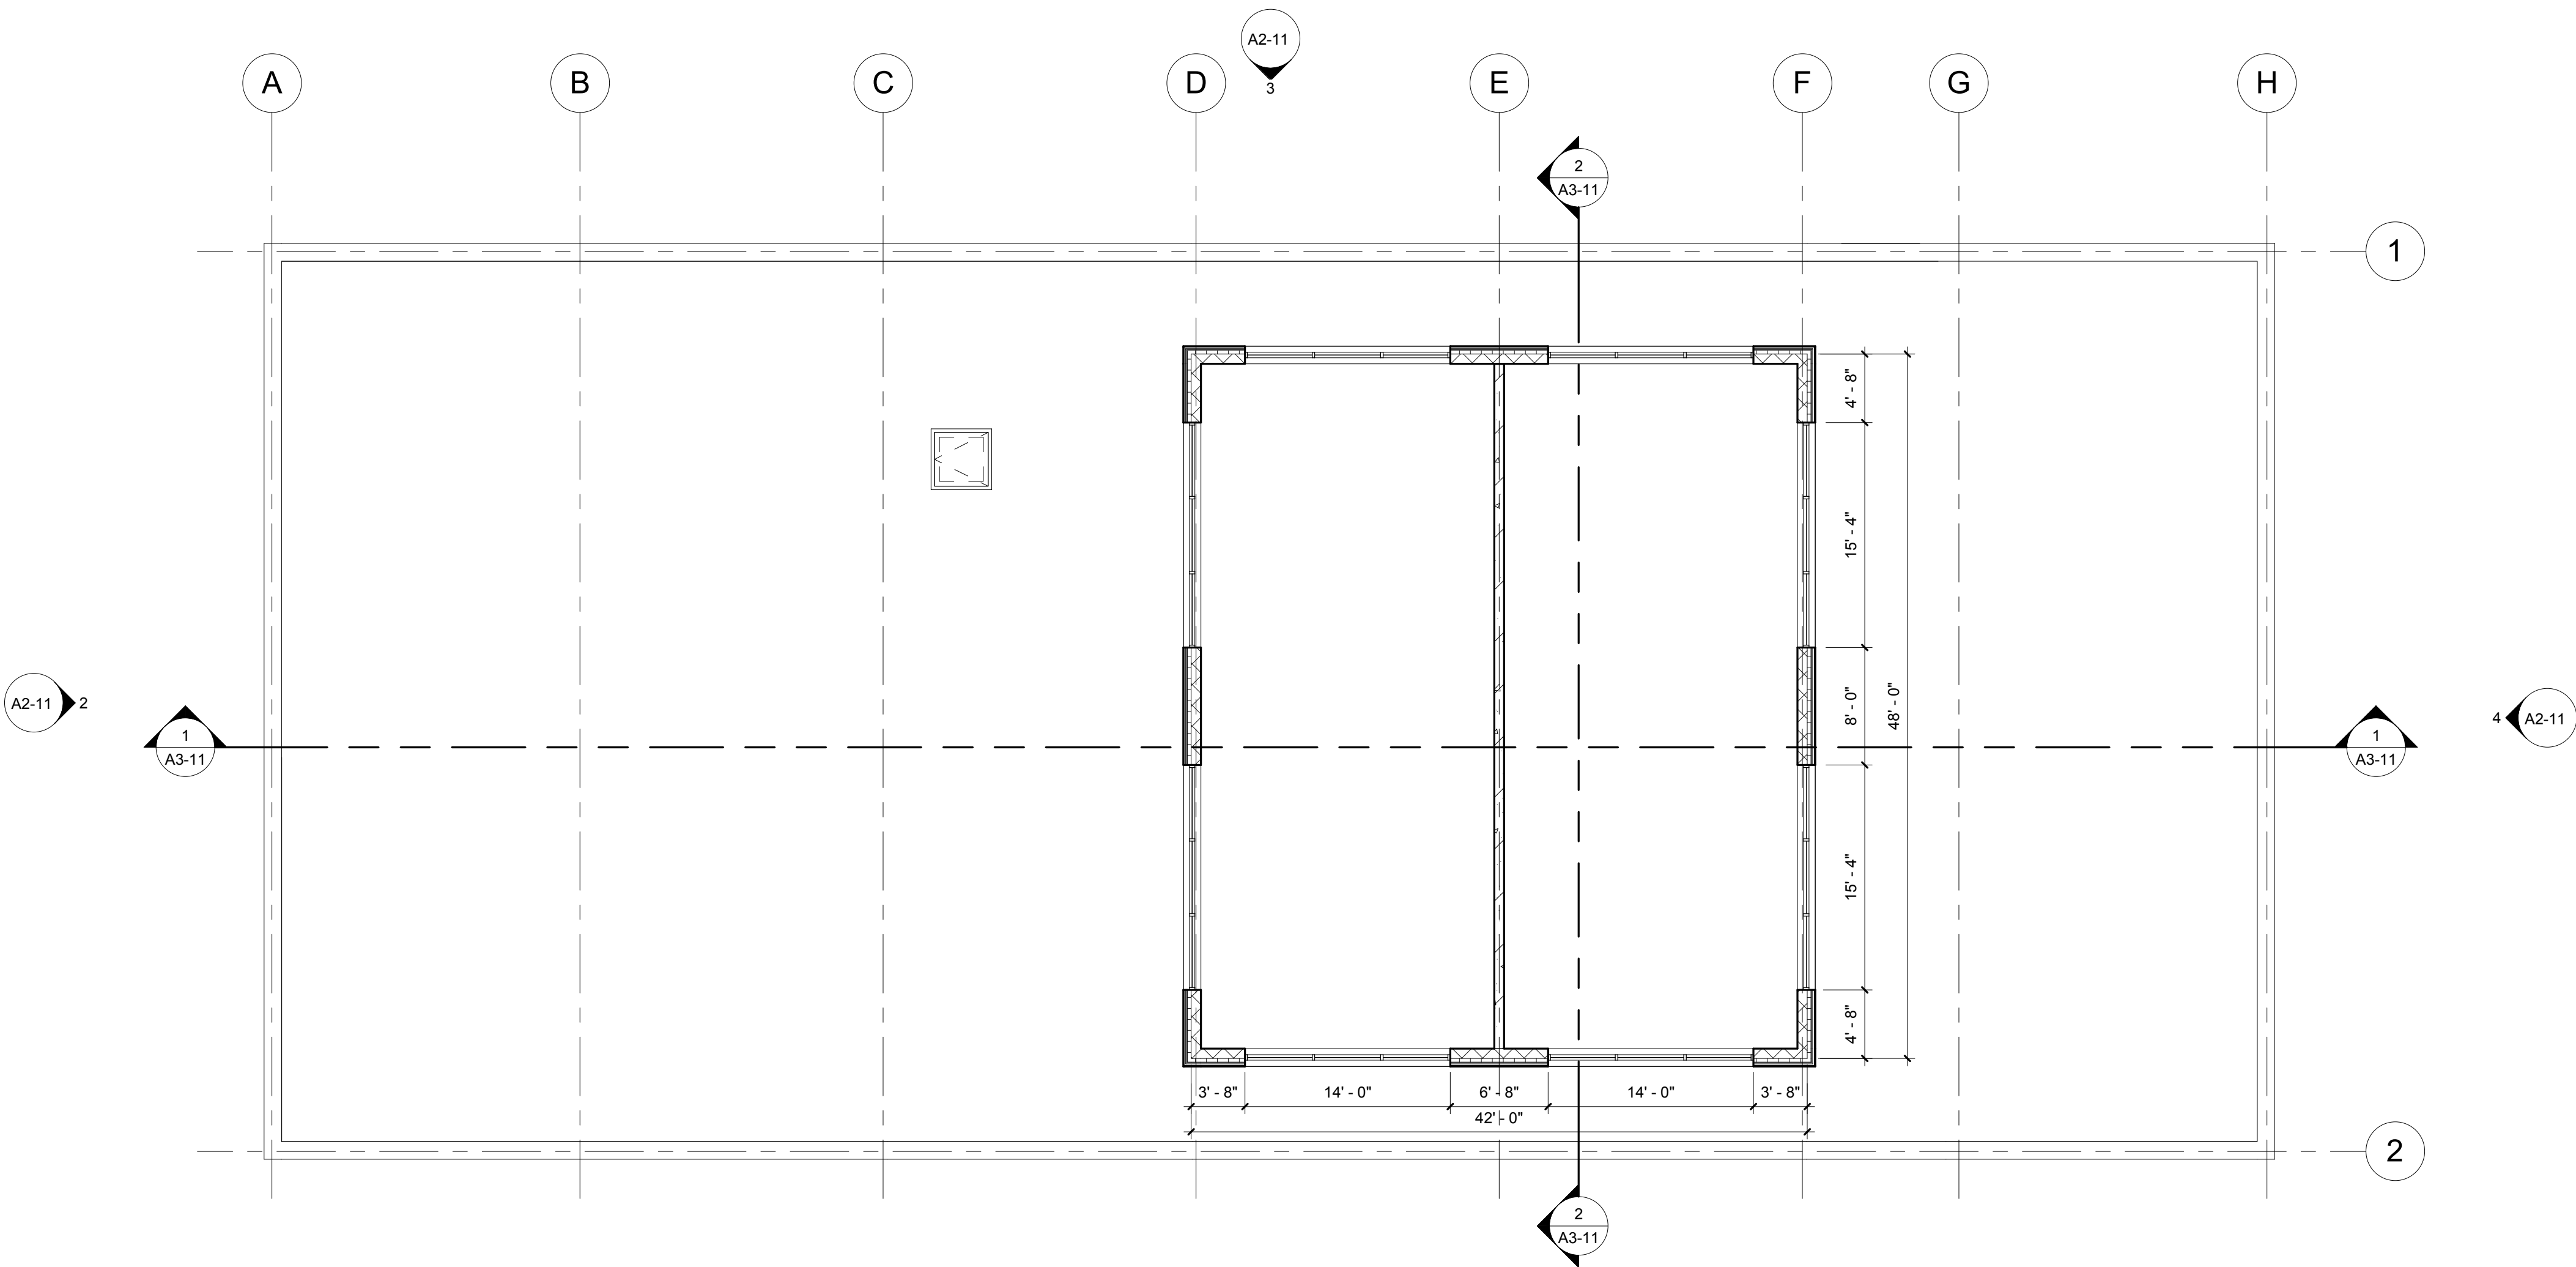 A2-11
3
A
B
C
D
E
F
G
H
2
A3-11
1
4' - 8"
15' - 4"
8' - 0"
48' - 0"
A2-11
2
4
A2-11
1
A3-11
1
A3-11
15' - 4"
4' - 8"
3' - 8"
14' - 0"
6' - 8"
14' - 0"
3' - 8"
42' - 0"
2
2
A3-11